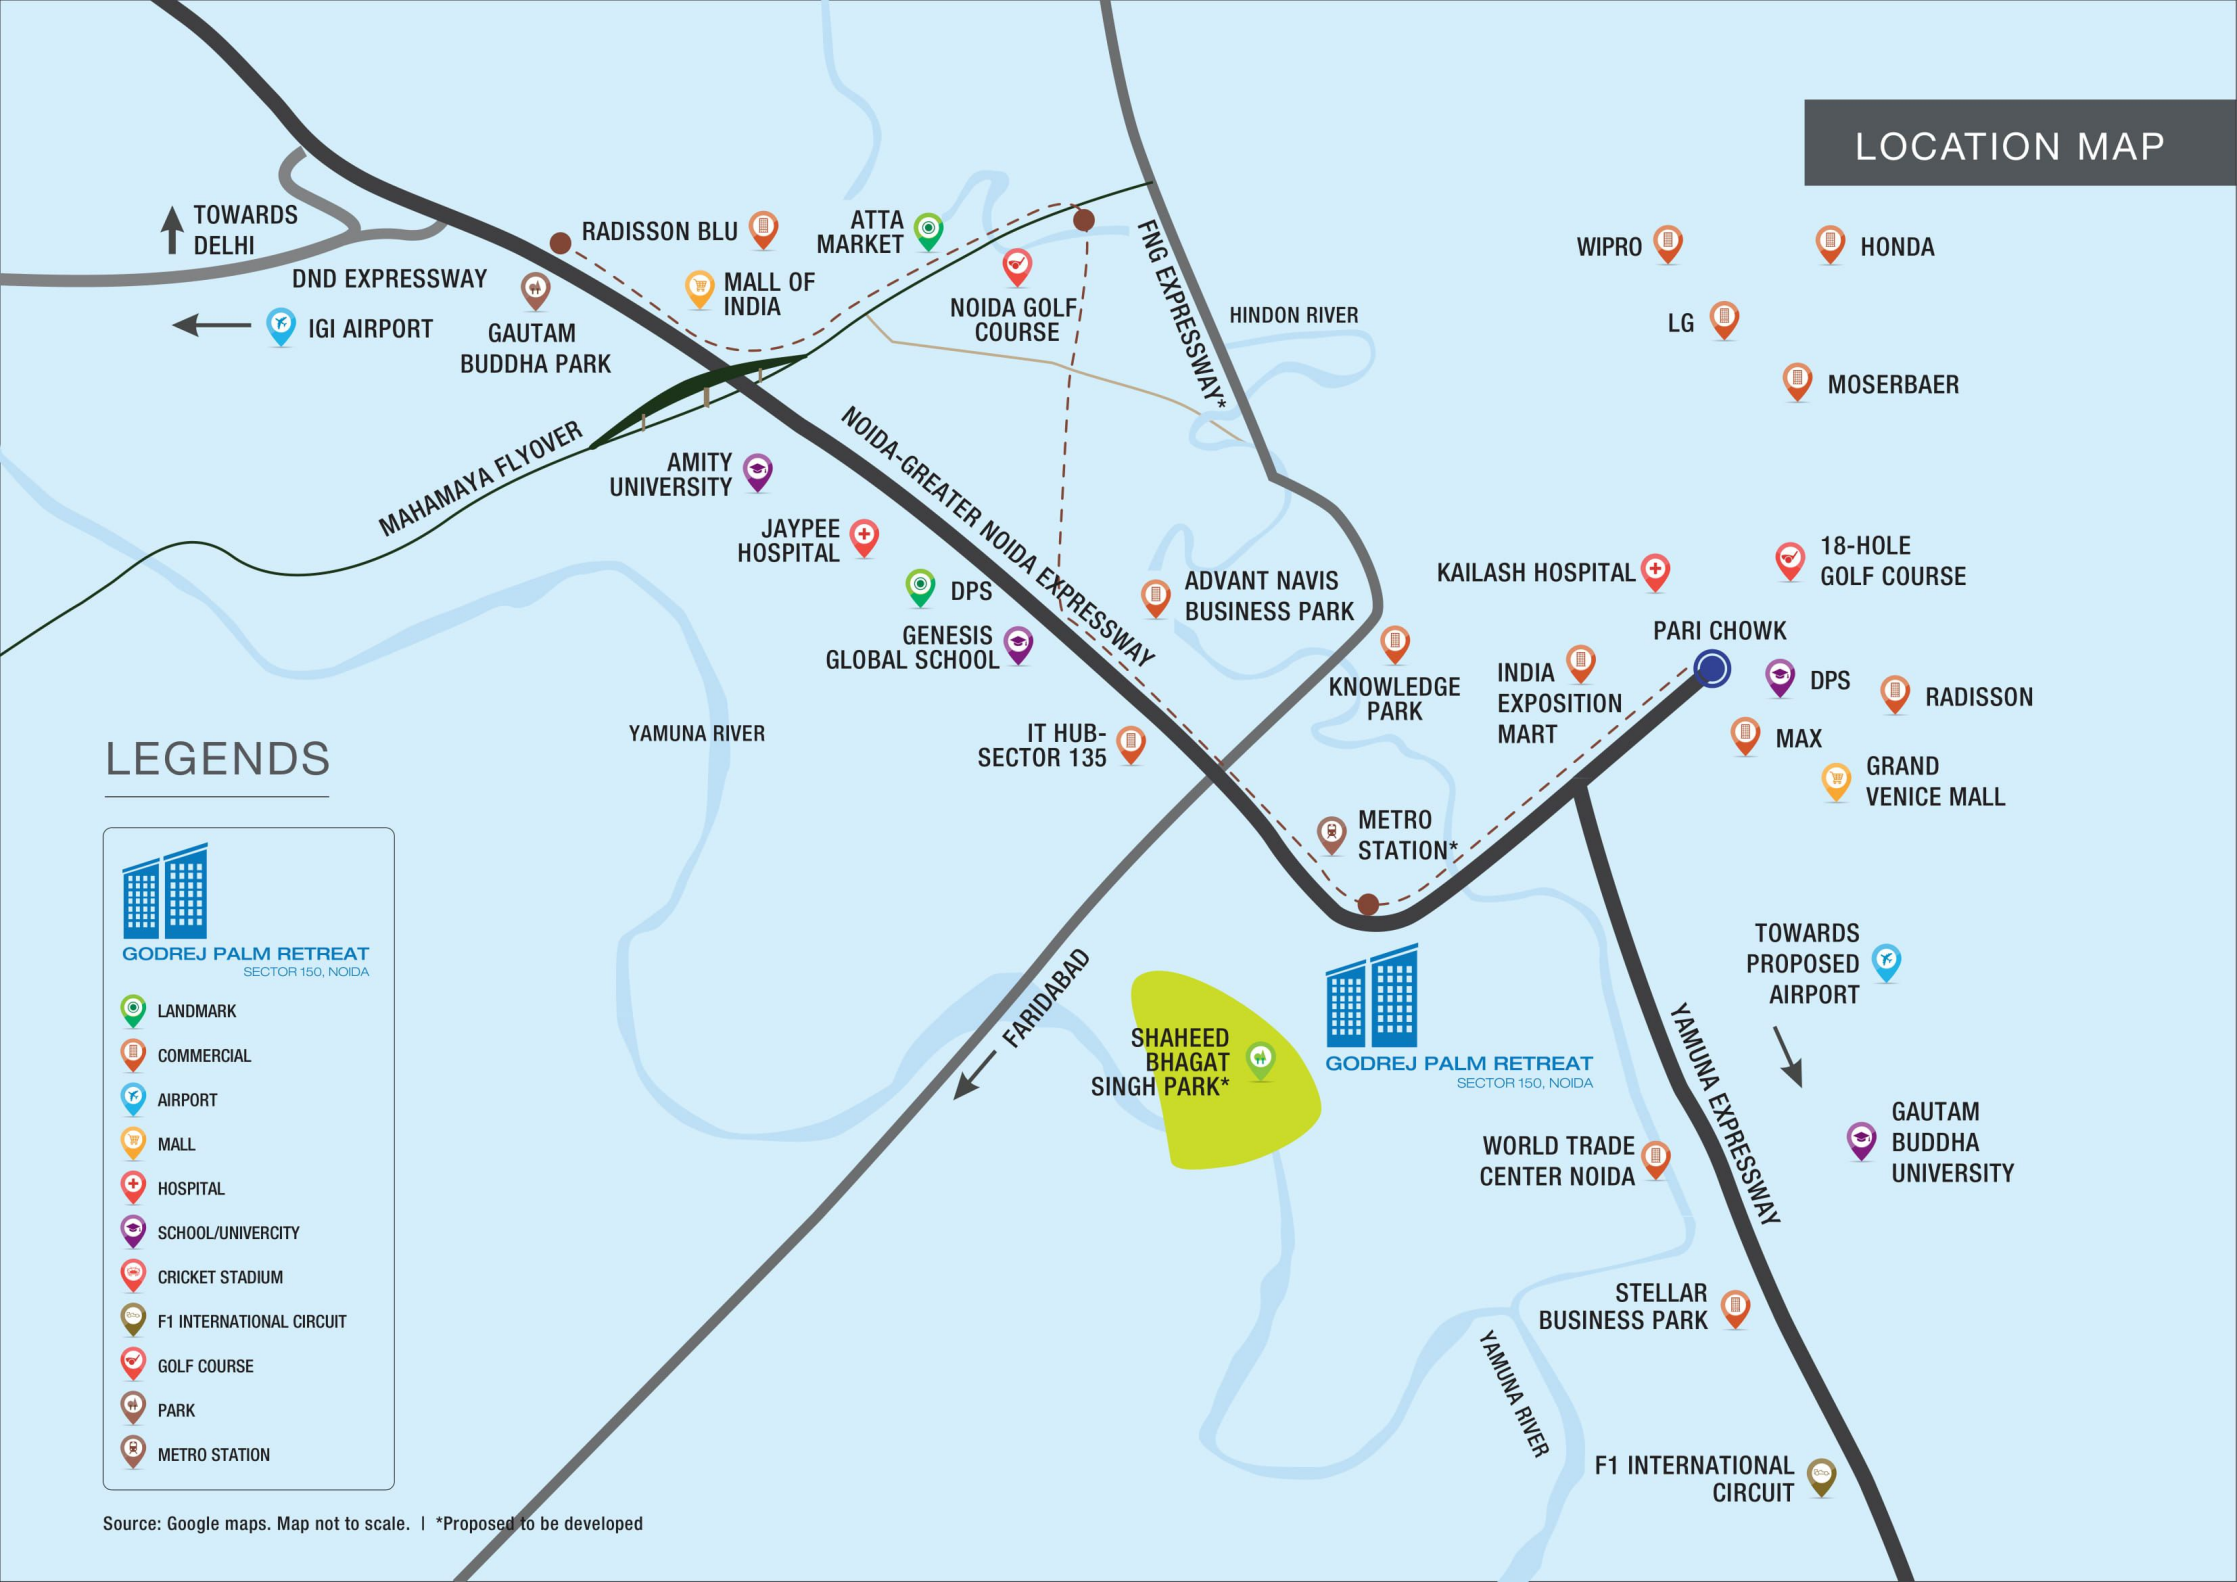 LOCATION MAP
TOWARDS
DELHI
DND EXPRESSWAY
IGI AIRPORT
GAUTAM
BUDDHA PARK
RADISSON BLU
MALL OF
INDIA
ATTA
MARKET
NOIDA GOLF
COURSE
FNG EXPRESSWAY*
HINDON RIVER
WIPRO
HONDA
LG
MOSERBAER
MAHAMAYA FLYOVER
AMITY
UNIVERSITY
NOIDA-GREATER NOIDA EXPRESSWAY
JAYPEE
HOSPITAL
DPS
GENESIS
GLOBAL SCHOOL
ADVANT NAVIS
BUSINESS PARK
KAILASH HOSPITAL
18-HOLE
GOLF COURSE
PARI CHOWK
KNOWLEDGE
PARK
INDIA
EXPOSITION
MART
DPS
RADISSON
MAX
GRAND
VENICE MALL
YAMUNA RIVER
IT HUB-
SECTOR 135
METRO
STATION*
FARIDABAD
SHAHEED
BHAGAT
SINGH PARK*
GODREJ PALM RETREAT
SECTOR 150, NOIDA
TOWARDS
PROPOSED
AIRPORT
YAMUNA EXPRESSWAY
GAUTAM
BUDDHA
UNIVERSITY
WORLD TRADE
CENTER NOIDA
STELLAR
BUSINESS PARK
YAMUNA RIVER
F1 INTERNATIONAL
CIRCUIT
LEGENDS
GODREJ PALM RETREAT
SECTOR 150, NOIDA
LANDMARK
COMMERCIAL
AIRPORT
MALL
HOSPITAL
SCHOOL/UNIVERCITY
CRICKET STADIUM
F1 INTERNATIONAL CIRCUIT
GOLF COURSE
PARK
METRO STATION
Source: Google maps. Map not to scale. | *Proposed to be developed